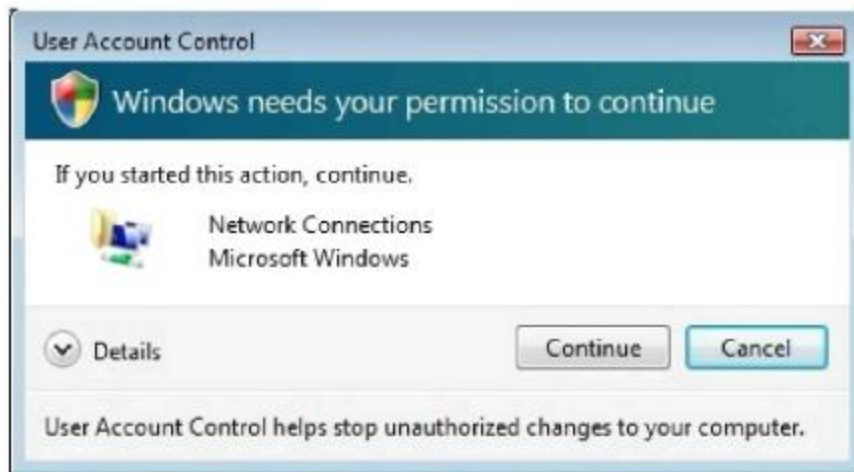 User Account Control
Windows needs your permission to continue
If you started this action, continue.
Network Connections
Microsoft Windows
Details
Continue
Cancel
User Account Control helps stop unauthorized changes to your computer.